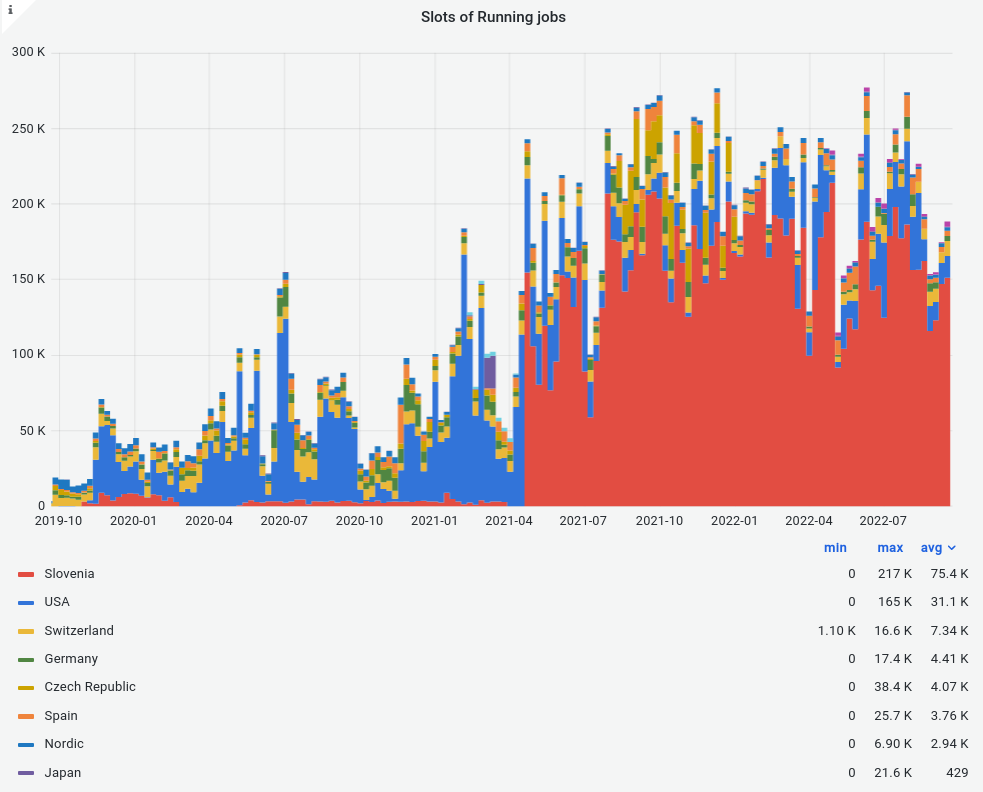 i
Slots of Running jobs
300 K
250 K
200 K
150 K
100 K
50 K
0
2019-10 2020-01 2020-04 2020-07 2020-10 2021-01 2021-04 2021-07 2021-10 2022-01 2022-04 2022-07
min max avg
Slovenia 0 217 K 75.4 K
USA 0 165 K 31.1 K
Switzerland 1.10 K 16.6 K 7.34 K
Germany 0 17.4 K 4.41 K
Czech Republic 0 38.4 K 4.07 K
Spain 0 25.7 K 3.76 K
Nordic 0 6.90 K 2.94 K
Japan 0 21.6 K 429